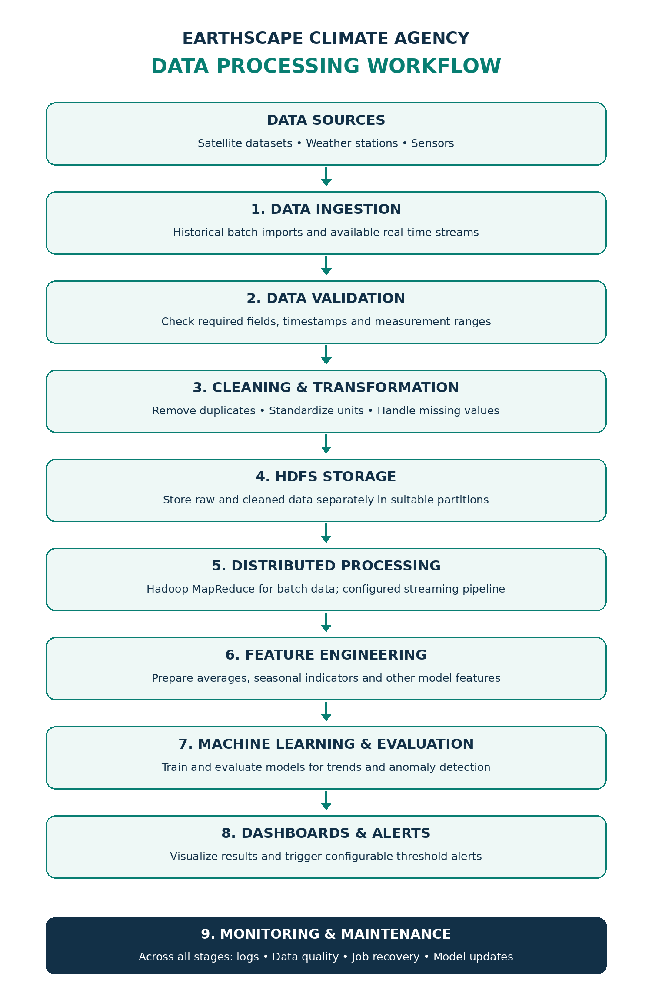 EARTHSCAPE CLIMATE AGENCY
DATA PROCESSING WORKFLOW
DATA SOURCES
Satellite datasets • Weather stations • Sensors
1. DATA INGESTION
Historical batch imports and available real-time streams
2. DATA VALIDATION
Check required fields, timestamps and measurement ranges
3. CLEANING & TRANSFORMATION
Remove duplicates • Standardize units • Handle missing values
4. HDFS STORAGE
Store raw and cleaned data separately in suitable partitions
5. DISTRIBUTED PROCESSING
Hadoop MapReduce for batch data; configured streaming pipeline
6. FEATURE ENGINEERING
Prepare averages, seasonal indicators and other model features
7. MACHINE LEARNING & EVALUATION
Train and evaluate models for trends and anomaly detection
8. DASHBOARDS & ALERTS
Visualize results and trigger configurable threshold alerts
9. MONITORING & MAINTENANCE
Across all stages: logs • Data quality • Job recovery • Model updates